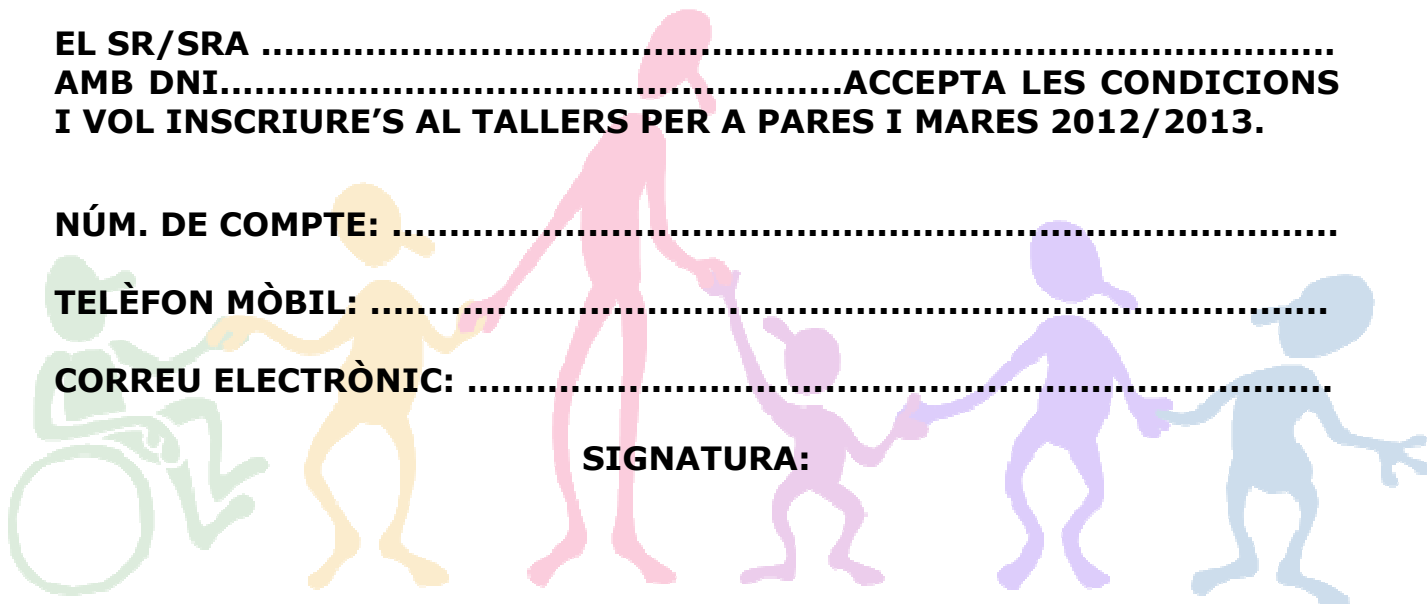 EL SR/SRA ...............................................................................................
AMB DNI.......................................................ACCEPTA LES CONDICIONS
I VOL INSCRIURE’S AL TALLERS PER A PARES I MARES 2012/2013.
NÚM. DE COMPTE: ...................................................................................
TELÈFON MÒBIL: .....................................................................................
CORREU ELECTRÒNIC: ............................................................................
SIGNATURA: